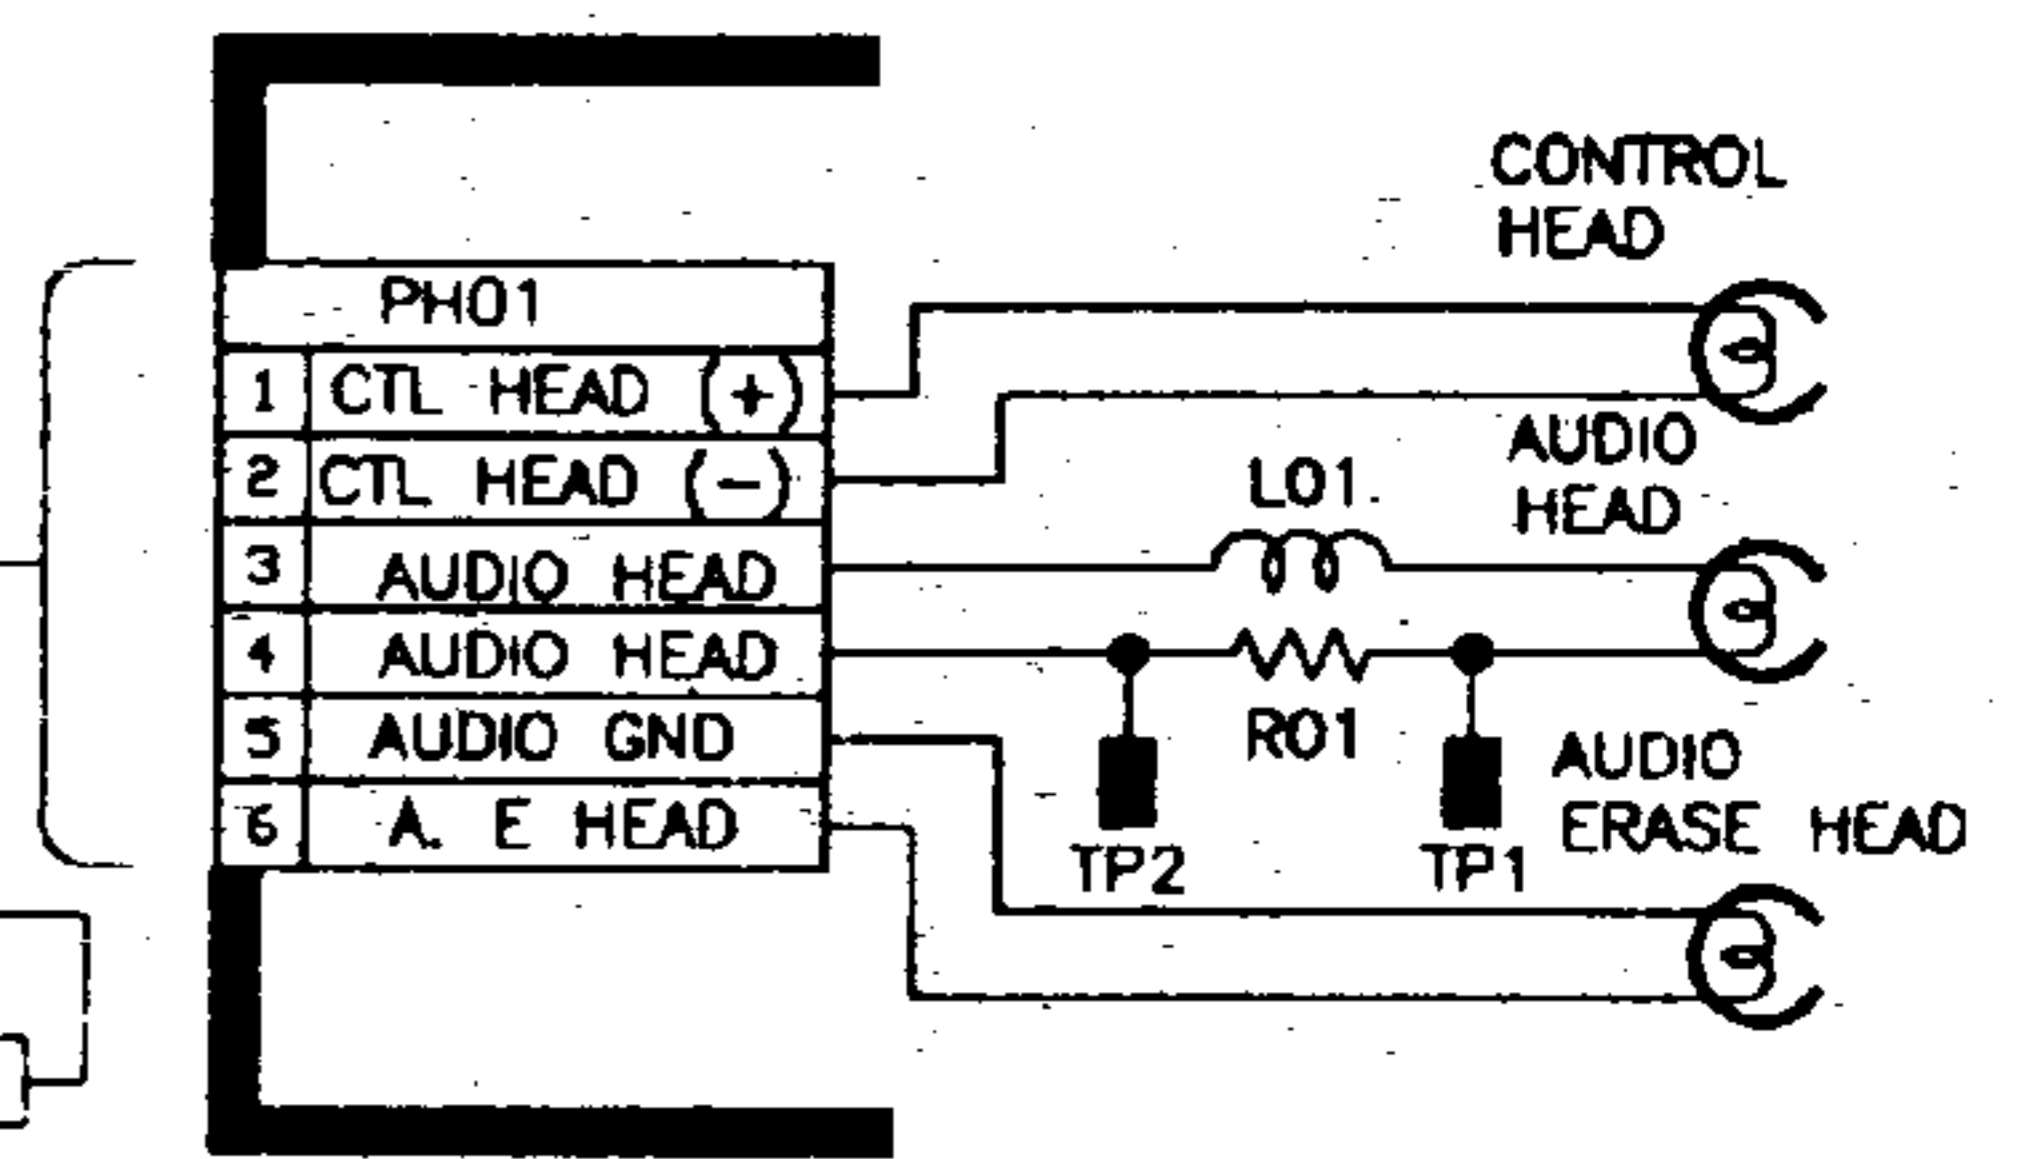 PH01
1 CTL HEAD (+)
2 CTL HEAD (-)
3 AUDIO HEAD
4 AUDIO HEAD
5 AUDIO GND
6 A. E HEAD
CONTROL
HEAD
AUDIO
HEAD
L01
R01
TP2
TP1
AUDIO
ERASE HEAD